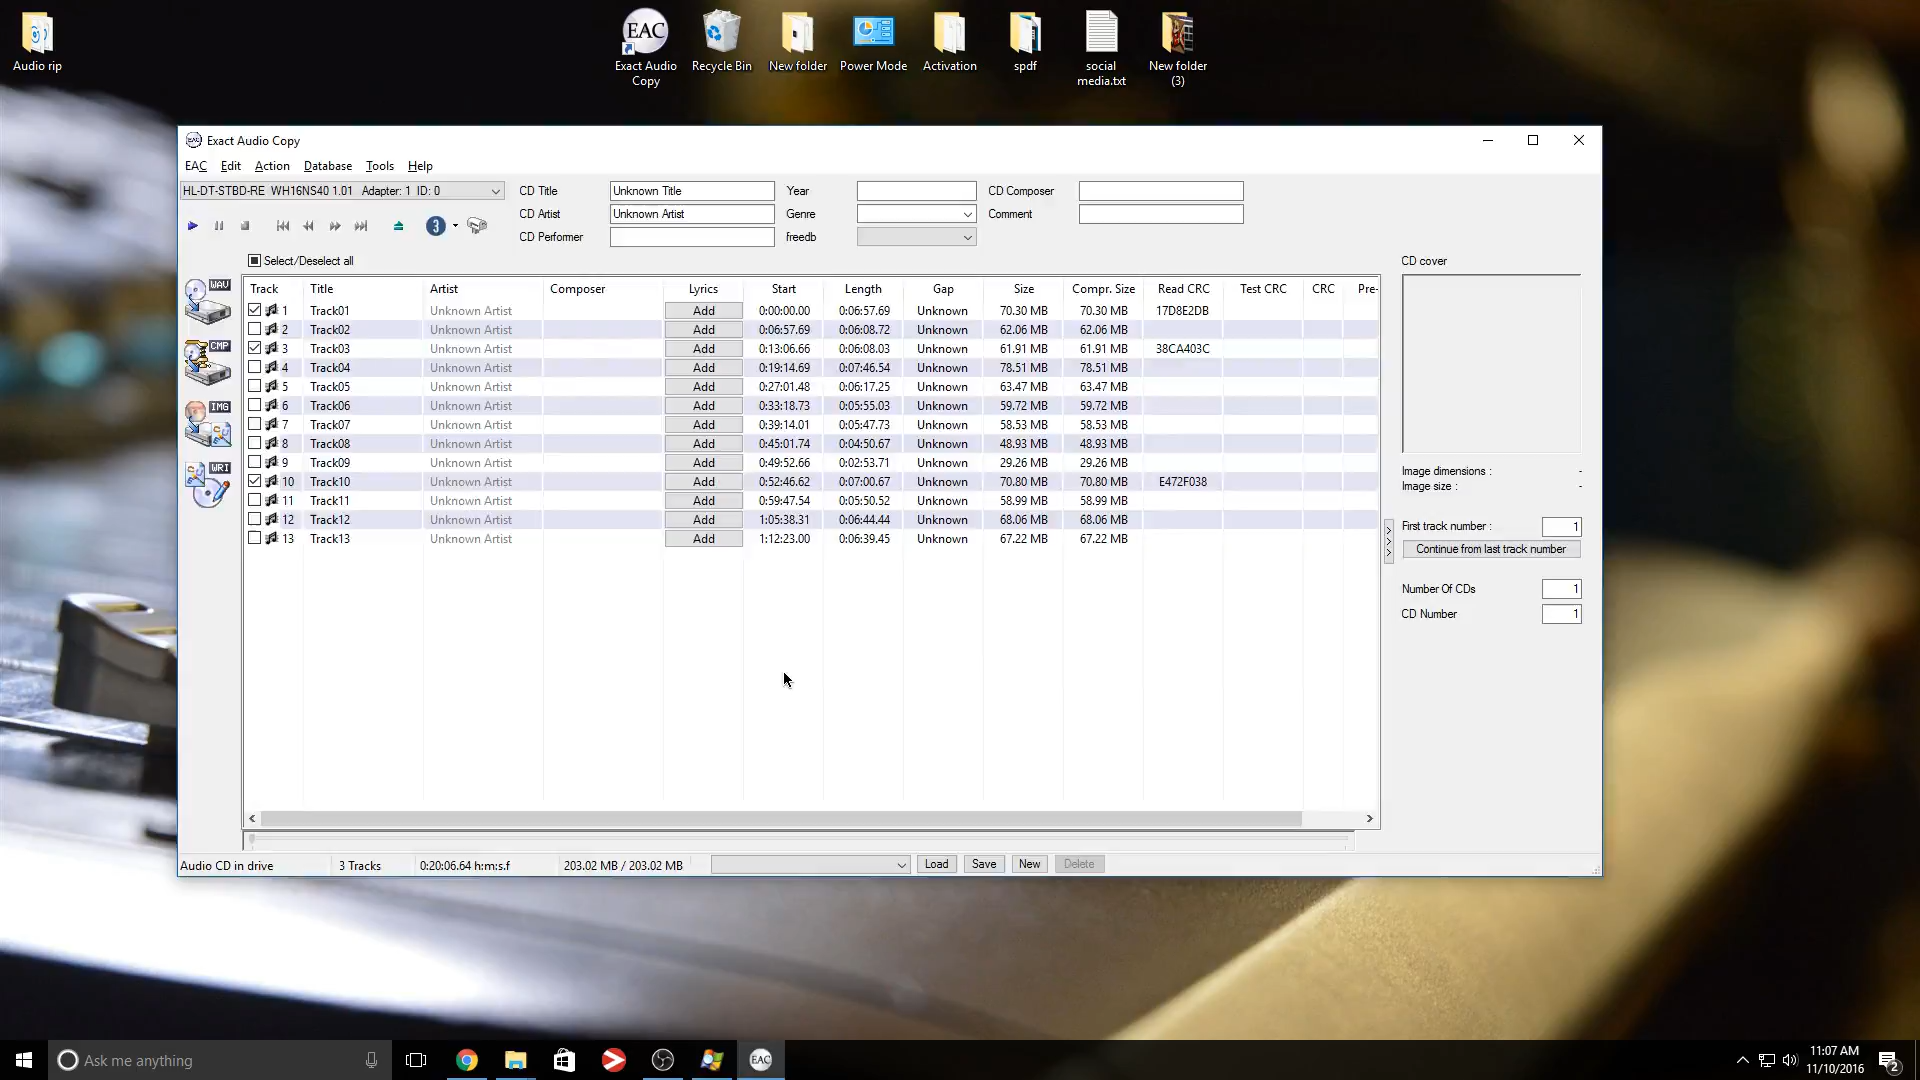 Audio rip
EAC
Exact Audio
Copy
Recycle Bin
New folder
Power Mode
Activation
spdf
social
media.txt
New folder
(3)
EAC Exact Audio Copy
EAC Edit Action Database Tools Help
HL-DT-STBD-RE WH16NS40 1.01 Adapter: 1 ID: 0
CD Title Unknown Title Year CD Composer
CD Artist Unknown Artist Genre Comment
3
CD Performer freedb
Select/Deselect all
CD cover
WAV
CMP
IMG
WRI
Track Title Artist Composer Lyrics Start Length Gap Size Compr. Size Read CRC Test CRC CRC Pre-
1 Track01 Unknown Artist Add 0:00:00.00 0:06:57.69 Unknown 70.30 MB 70.30 MB 17D8E2DB
2 Track02 Unknown Artist Add 0:06:57.69 0:06:08.72 Unknown 62.06 MB 62.06 MB
3 Track03 Unknown Artist Add 0:13:06.66 0:06:08.03 Unknown 61.91 MB 61.91 MB 38CA403C
4 Track04 Unknown Artist Add 0:19:14.69 0:07:46.54 Unknown 78.51 MB 78.51 MB
5 Track05 Unknown Artist Add 0:27:01.48 0:06:17.25 Unknown 63.47 MB 63.47 MB
6 Track06 Unknown Artist Add 0:33:18.73 0:05:55.03 Unknown 59.72 MB 59.72 MB
7 Track07 Unknown Artist Add 0:39:14.01 0:05:47.73 Unknown 58.53 MB 58.53 MB
8 Track08 Unknown Artist Add 0:45:01.74 0:04:50.67 Unknown 48.93 MB 48.93 MB
9 Track09 Unknown Artist Add 0:49:52.66 0:02:53.71 Unknown 29.26 MB 29.26 MB
10 Track10 Unknown Artist Add 0:52:46.62 0:07:00.67 Unknown 70.80 MB 70.80 MB E472F038
11 Track11 Unknown Artist Add 0:59:47.54 0:05:50.52 Unknown 58.99 MB 58.99 MB
12 Track12 Unknown Artist Add 1:05:38.31 0:06:44.44 Unknown 68.06 MB 68.06 MB
13 Track13 Unknown Artist Add 1:12:23.00 0:06:39.45 Unknown 67.22 MB 67.22 MB
Image dimensions : -
Image size : -
First track number : 1
Continue from last track number
Number Of CDs 1
CD Number 1
Audio CD in drive 3 Tracks 0:20:06.64 h:m:s.f 203.02 MB / 203.02 MB Load Save New Delete
Ask me anything
EAC
11:07 AM
11/10/2016
2